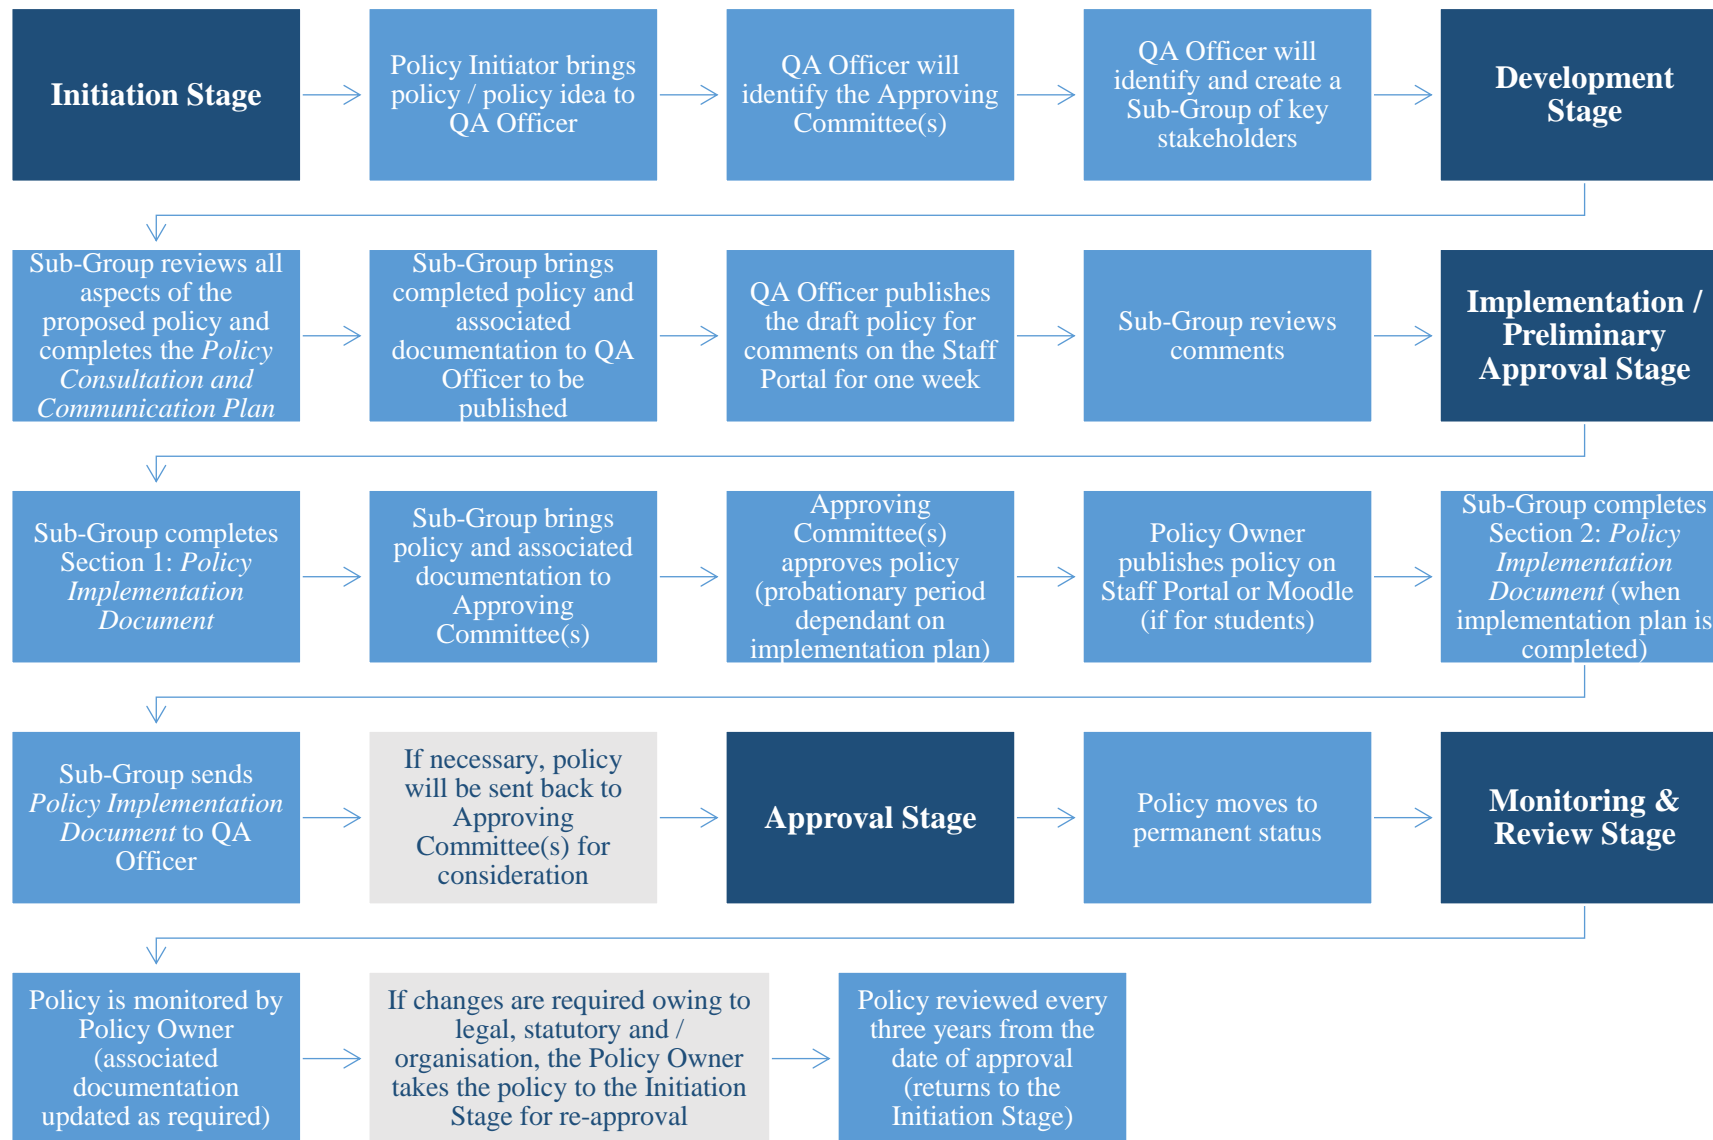 Initiation Stage
Policy Initiator brings
policy / policy idea to
QA Officer
QA Officer will
identify the Approving
Committee(s)
QA Officer will
identify and create a
Sub-Group of key
stakeholders
Development
Stage
Sub-Group reviews all
aspects of the
proposed policy and
completes the Policy
Consultation and
Communication Plan
Sub-Group brings
completed policy and
associated
documentation to QA
Officer to be
published
QA Officer publishes
the draft policy for
comments on the Staff
Portal for one week
Sub-Group reviews
comments
Implementation /
Preliminary
Approval Stage
Sub-Group completes
Section 1: Policy
Implementation
Document
Sub-Group brings
policy and associated
documentation to
Approving
Committee(s)
Approving
Committee(s)
approves policy
(probationary period
dependant on
implementation plan)
Policy Owner
publishes policy on
Staff Portal or Moodle
(if for students)
Sub-Group completes
Section 2: Policy
Implementation
Document (when
implementation plan is
completed)
Sub-Group sends
Policy Implementation
Document to QA
Officer
If necessary, policy
will be sent back to
Approving
Committee(s) for
consideration
Approval Stage
Policy moves to
permanent status
Monitoring &
Review Stage
Policy is monitored by
Policy Owner
(associated
documentation
updated as required)
If changes are required owing to
legal, statutory and /
organisation, the Policy Owner
takes the policy to the Initiation
Stage for re-approval
Policy reviewed every
three years from the
date of approval
(returns to the
Initiation Stage)